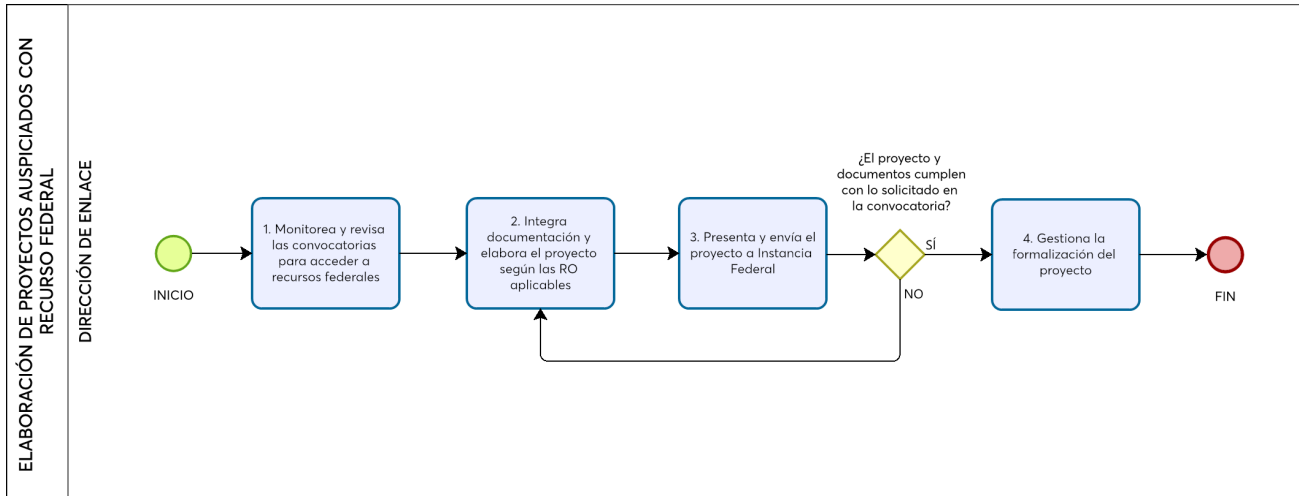 ELABORACIÓN DE PROYECTOS AUSPICIADOS CON
RECURSO FEDERAL
DIRECCIÓN DE ENLACE
INICIO
1. Monitorea y revisa
las convocatorias
para acceder a
recursos federales
2. Integra
documentación y
elabora el proyecto
según las RO
aplicables
3. Presenta y envía el
proyecto a Instancia
Federal
¿El proyecto y
documentos cumplen
con lo solicitado en
la convocatoria?
SÍ
NO
4. Gestiona la
formalización del
proyecto
FIN